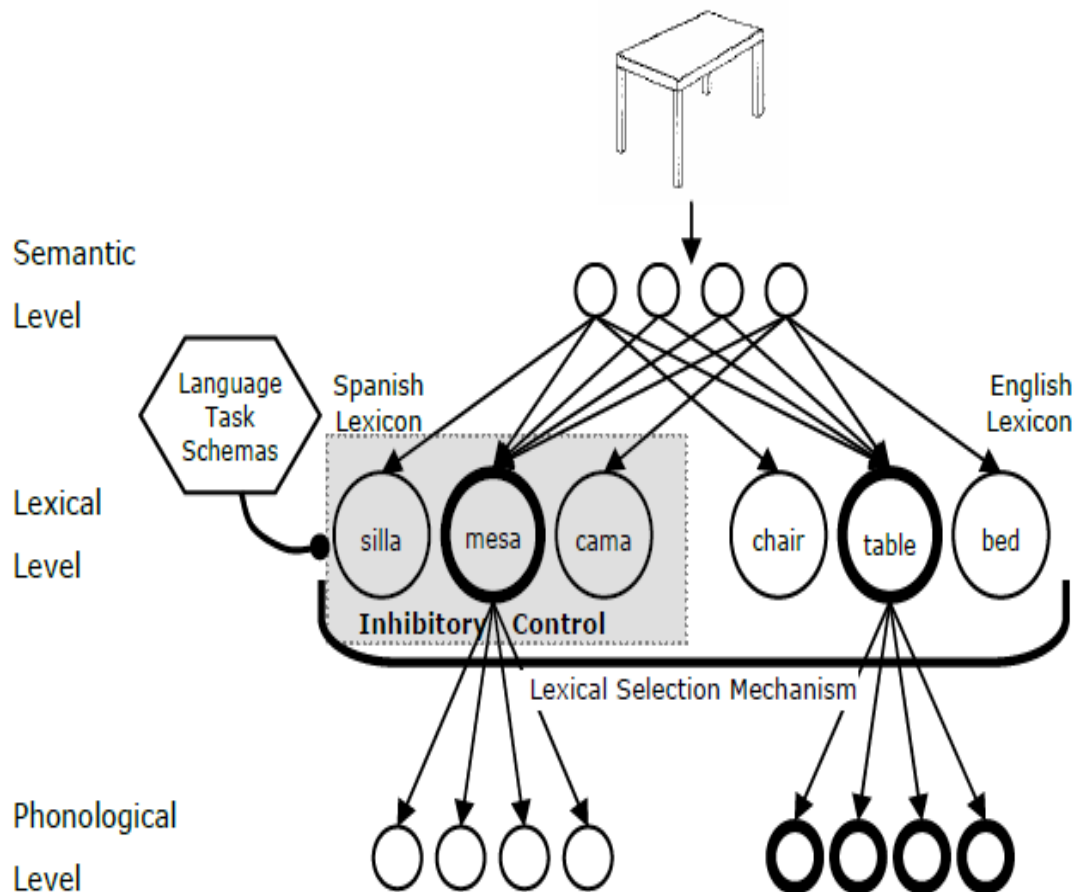 Semantic
Level
Language
Task
Schemas
Spanish
Lexicon
English
Lexicon
Lexical
Level
silla
mesa
cama
chair
table
bed
Inhibitory Control
Lexical Selection Mechanism
Phonological
Level